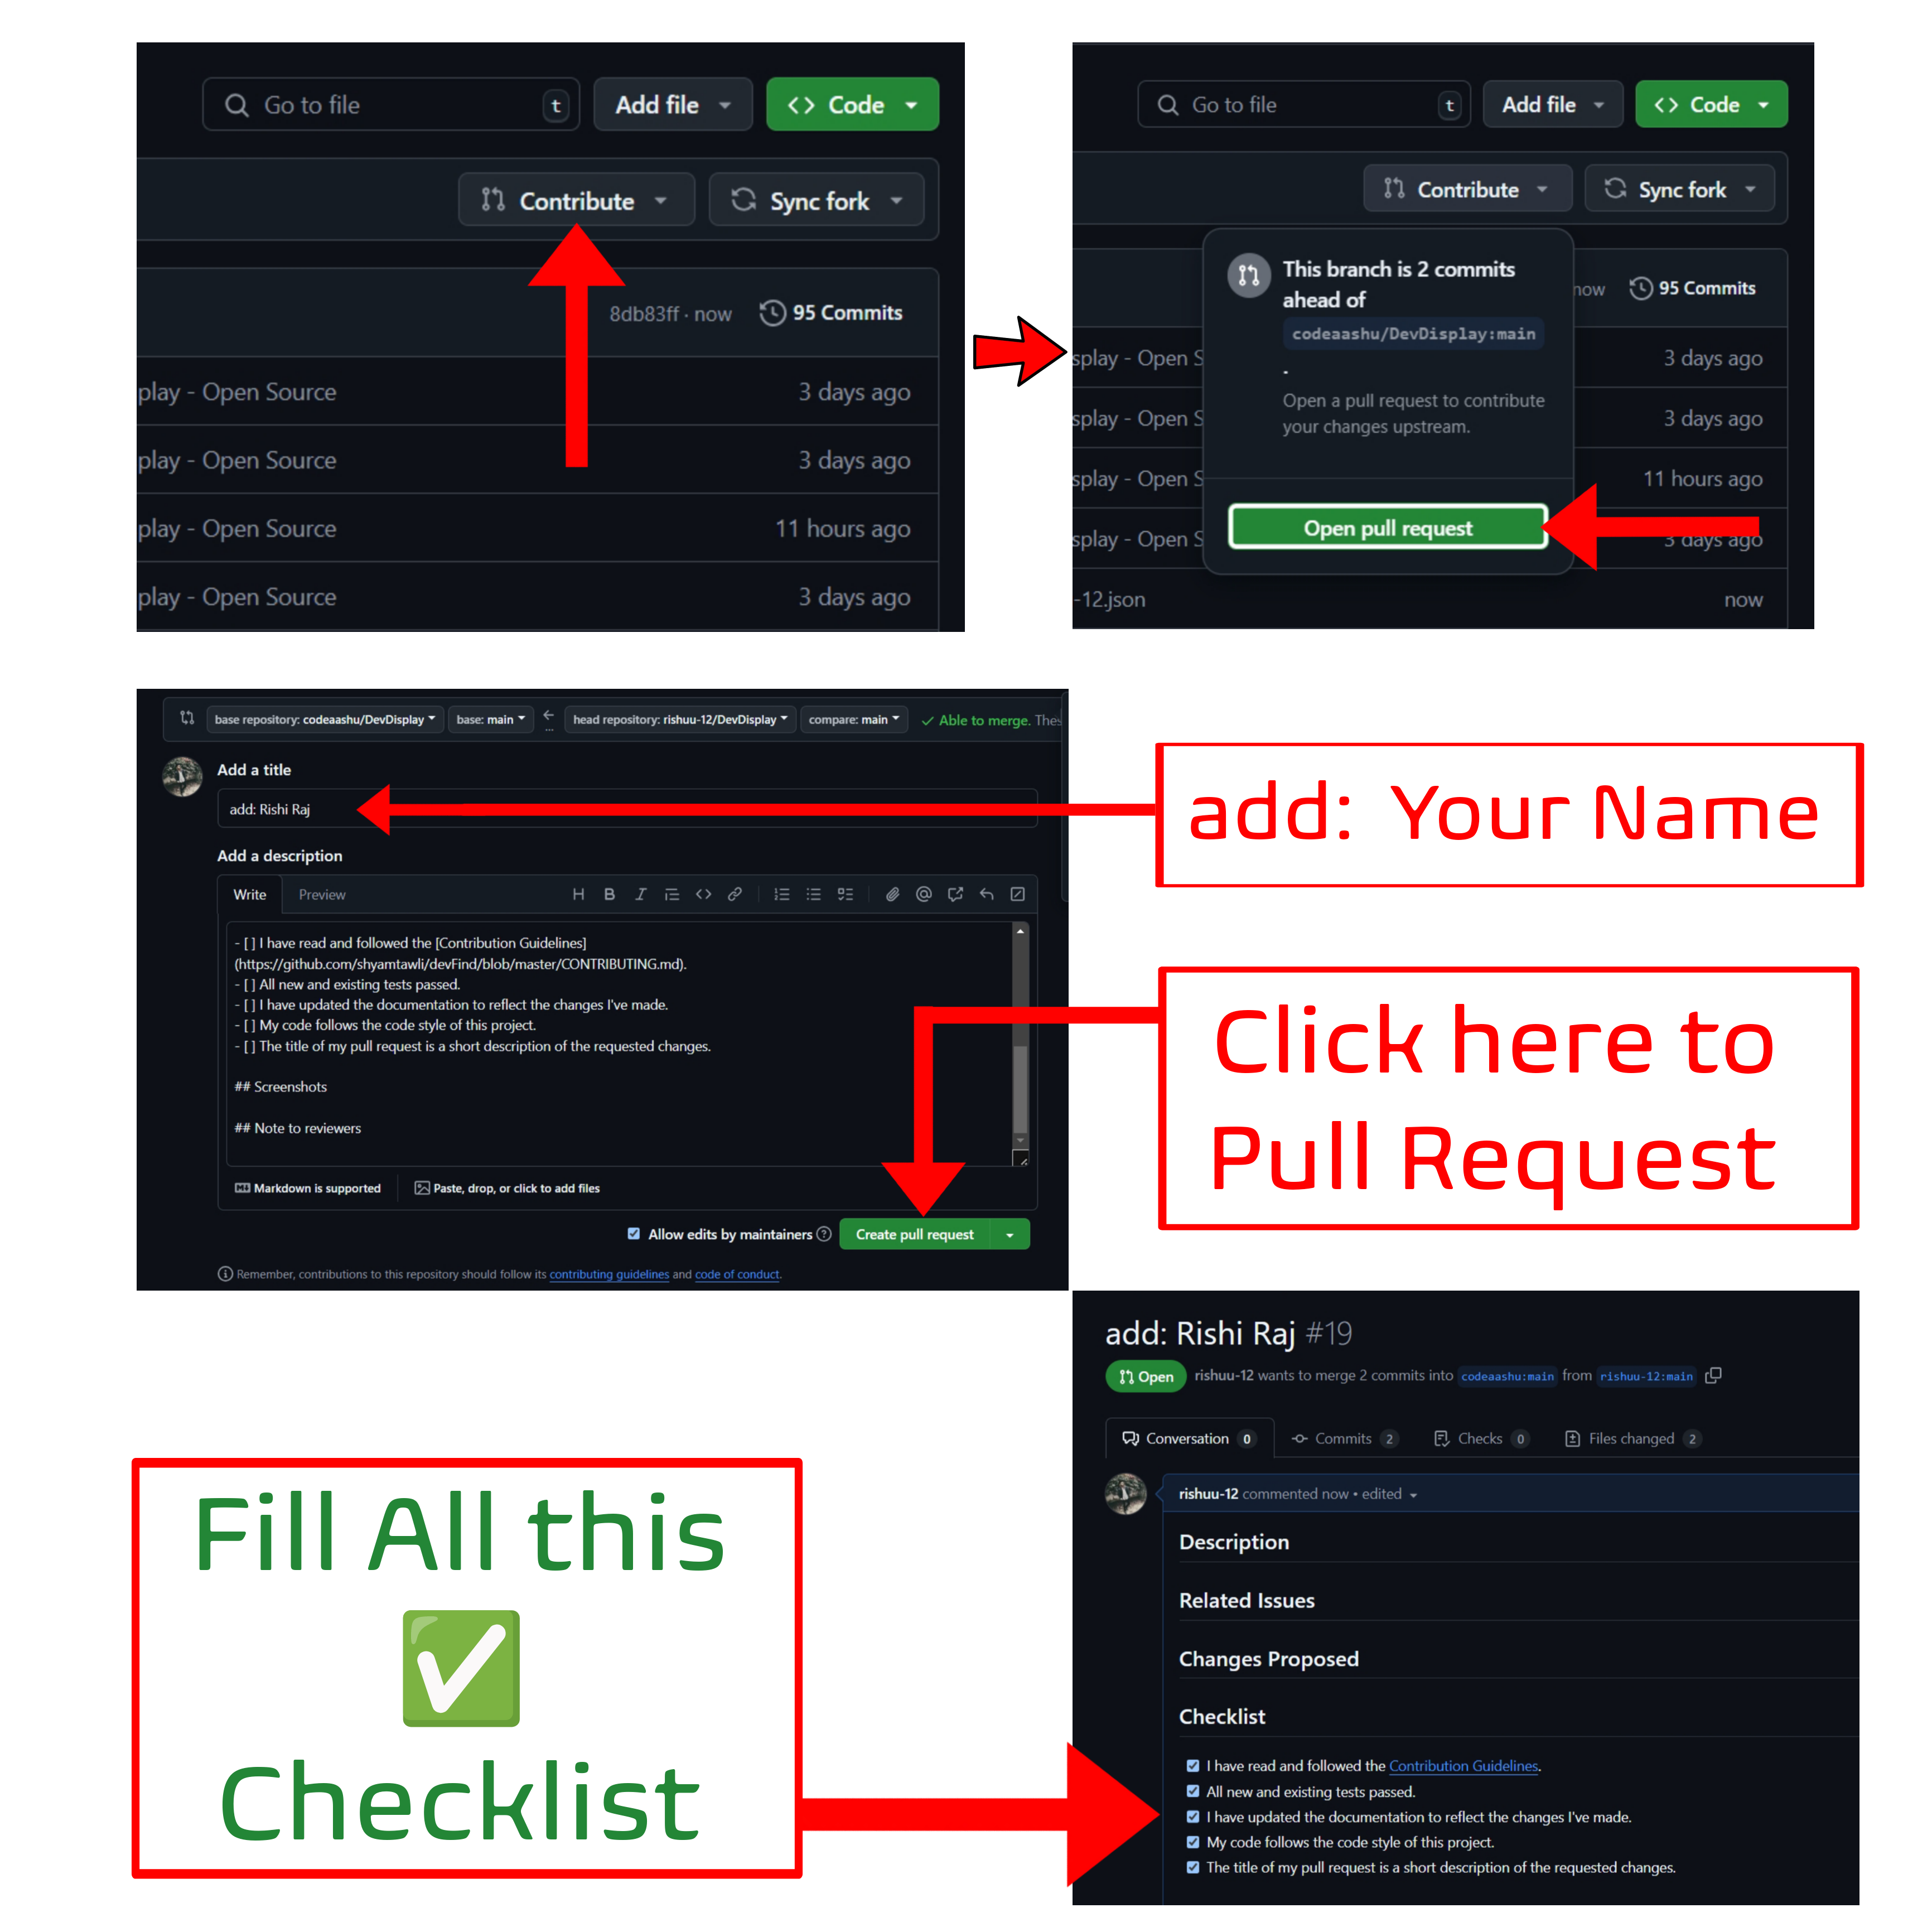 Go to file t Add file <> Code
Contribute Sync fork
8db83ff · now 95 Commits
play - Open Source 3 days ago
play - Open Source 3 days ago
play - Open Source 11 hours ago
play - Open Source 3 days ago
Go to file t Add file <> Code
Contribute Sync fork
This branch is 2 commits
ahead of
now 95 Commits
codeaashu/DevDisplay:main
splay - Open S 3 days ago
.
Open a pull request to contribute
your changes upstream.
splay - Open S 3 days ago
splay - Open S 11 hours ago
Open pull request
splay - Open S 3 days ago
-12.json now
base repository: codeaashu/DevDisplay base: main ← ... head repository: rishuu-12/DevDisplay compare: main ✓ Able to merge. Thes
Add a title
add: Rishi Raj
add: Your Name
Add a description
Write Preview H B I <> @
- [ ] I have read and followed the [Contribution Guidelines]
(https://github.com/shyamtawli/devFind/blob/master/CONTRIBUTING.md).
- [ ] All new and existing tests passed.
- [ ] I have updated the documentation to reflect the changes I've made.
- [ ] My code follows the code style of this project.
- [ ] The title of my pull request is a short description of the requested changes.
## Screenshots
## Note to reviewers
Click here to
Pull Request
Markdown is supported Paste, drop, or click to add files
Allow edits by maintainers ? Create pull request
Remember, contributions to this repository should follow its contributing guidelines and code of conduct.
add: Rishi Raj #19
Open rishuu-12 wants to merge 2 commits into codeaashu:main from rishuu-12:main
Conversation 0 Commits 2 Checks 0 Files changed 2
rishuu-12 commented now • edited
Description
Related Issues
Changes Proposed
Checklist
I have read and followed the Contribution Guidelines.
All new and existing tests passed.
I have updated the documentation to reflect the changes I've made.
My code follows the code style of this project.
The title of my pull request is a short description of the requested changes.
Fill All this
✅
Checklist